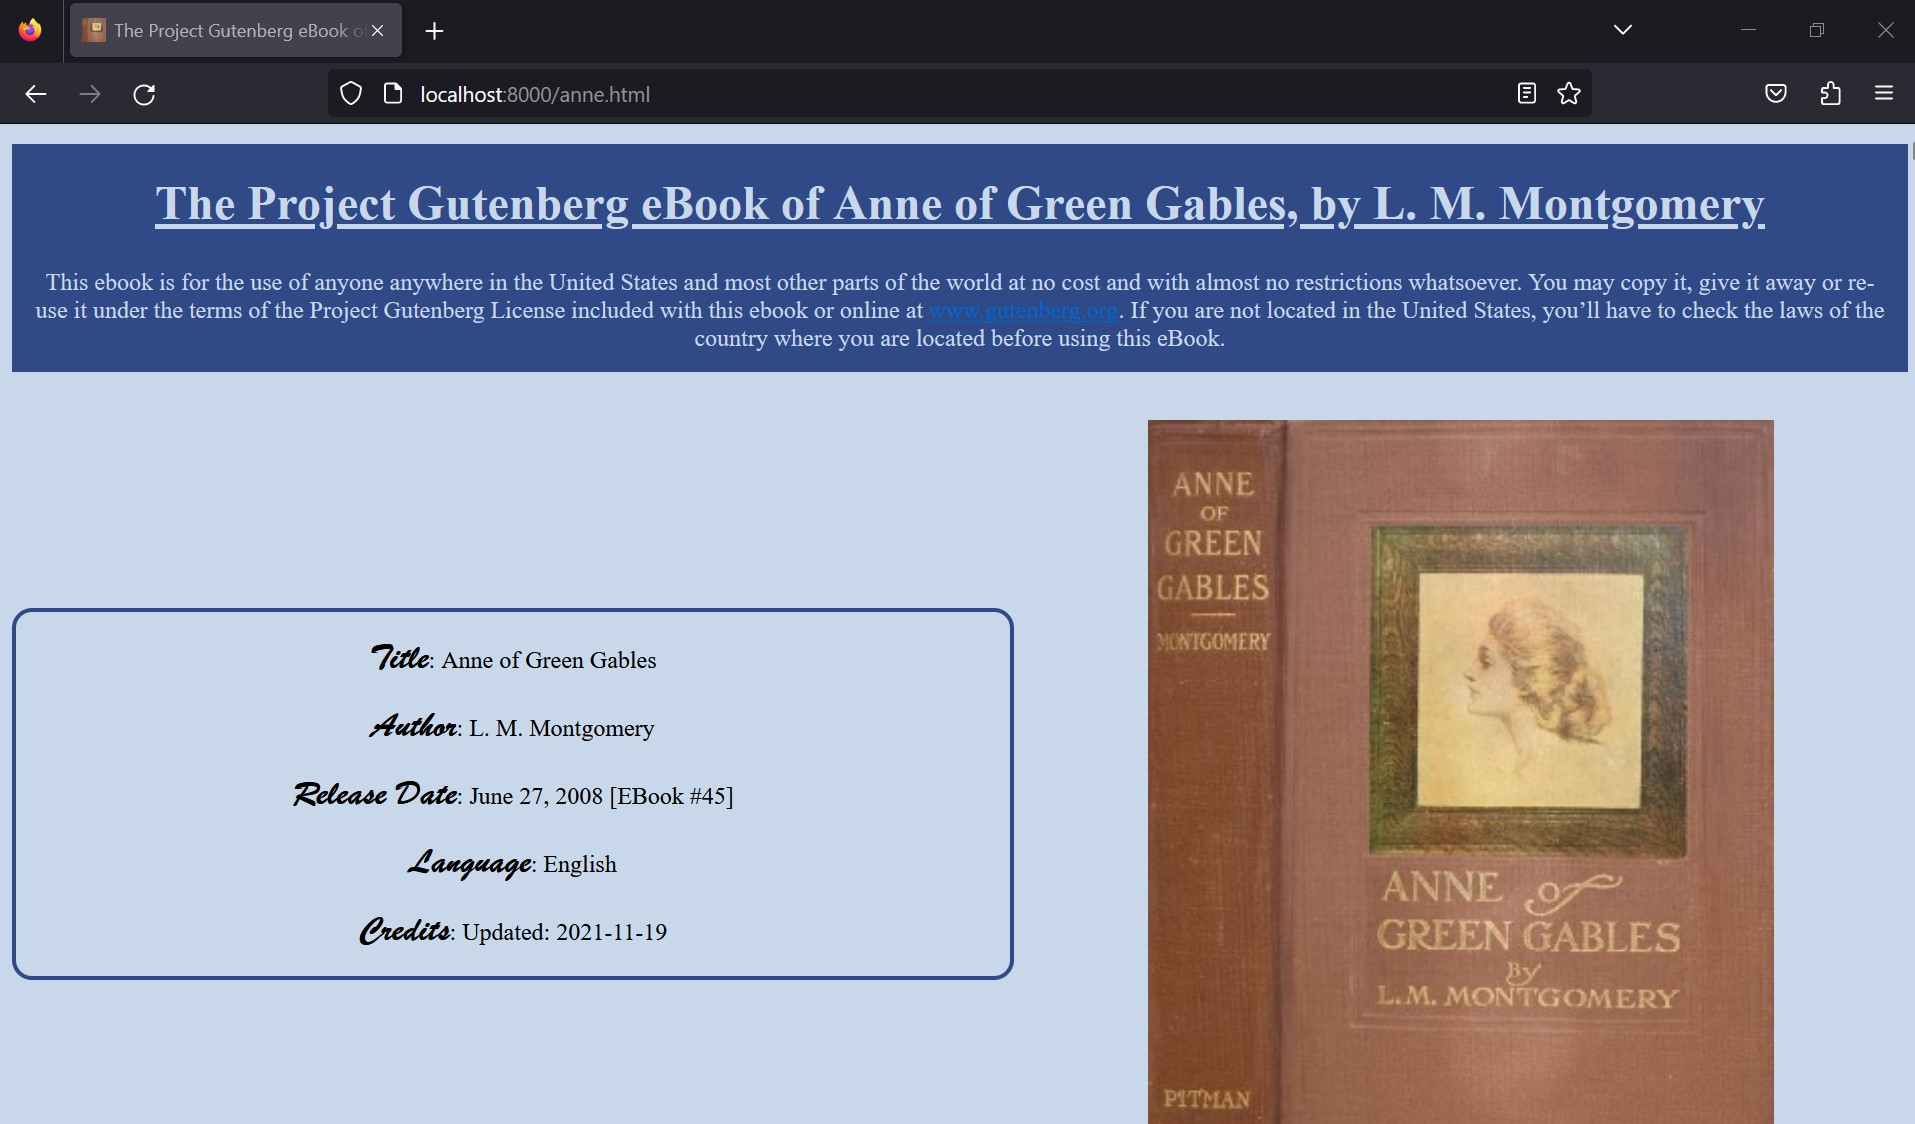 The Project Gutenberg eBook of
localhost:8000/anne.html
The Project Gutenberg eBook of Anne of Green Gables, by L. M. Montgomery
This ebook is for the use of anyone anywhere in the United States and most other parts of the world at no cost and with almost no restrictions whatsoever. You may copy it, give it away or re-
use it under the terms of the Project Gutenberg License included with this ebook or online at www.gutenberg.org. If you are not located in the United States, you’ll have to check the laws of the
country where you are located before using this eBook.
Title: Anne of Green Gables
Author: L. M. Montgomery
Release Date: June 27, 2008 [EBook #45]
Language: English
Credits: Updated: 2021-11-19
ANNE
OF
GREEN
GABLES
MONTGOMERY
PITMAN
ANNE of
GREEN GABLES
By
L.M. MONTGOMERY